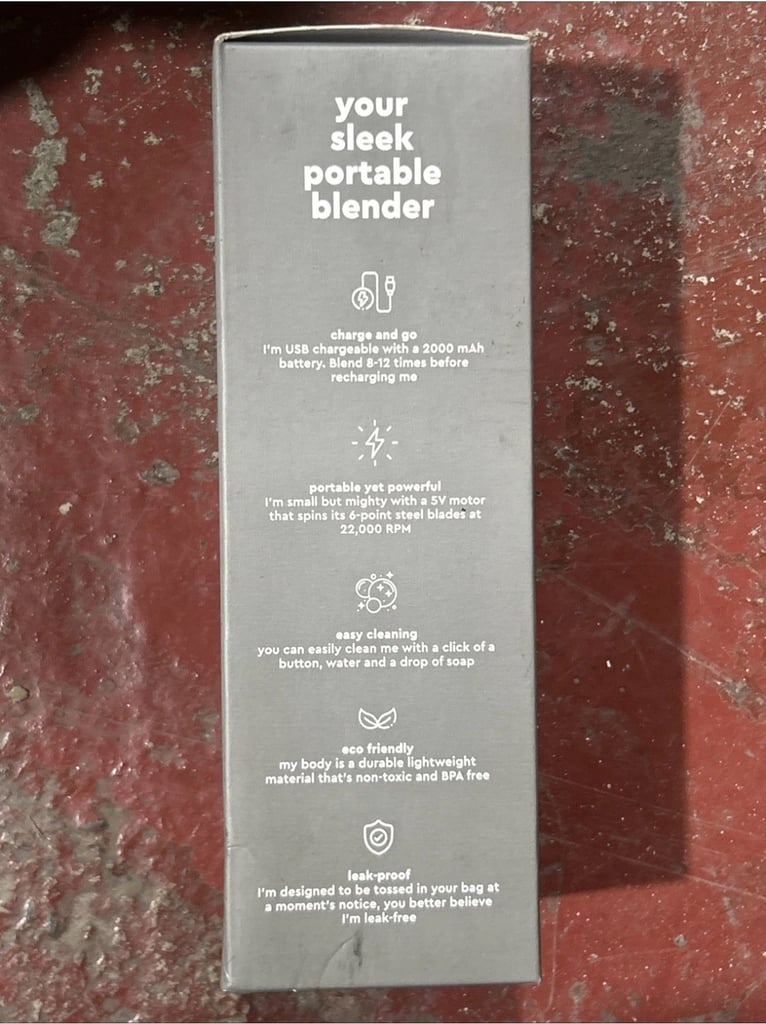 your
sleek
portable
blender
charge and go
I'm USB chargeable with a 2000 mAh
battery. Blend 8-12 times before
recharging me
portable yet powerful
I'm small but mighty with a 5V motor
that spins its 6-point steel blades at
22,000 RPM
easy cleaning
you can easily clean me with a click of a
button, water and a drop of soap
eco friendly
my body is a durable lightweight
material that's non-toxic and BPA free
leak-proof
I'm designed to be tossed in your bag at
a moment's notice, you better believe
I'm leak-free